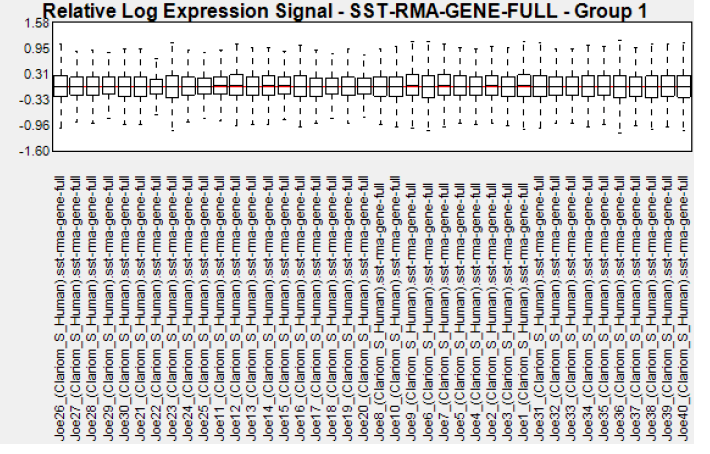 Relative Log Expression Signal - SST-RMA-GENE-FULL - Group 1
1.58
0.95
0.31
-0.33
-0.96
-1.60
Joe26_(Clariom_S_Human).sst-rma-gene-full
Joe27_(Clariom_S_Human).sst-rma-gene-full
Joe28_(Clariom_S_Human).sst-rma-gene-full
Joe29_(Clariom_S_Human).sst-rma-gene-full
Joe30_(Clariom_S_Human).sst-rma-gene-full
Joe21_(Clariom_S_Human).sst-rma-gene-full
Joe22_(Clariom_S_Human).sst-rma-gene-full
Joe23_(Clariom_S_Human).sst-rma-gene-full
Joe24_(Clariom_S_Human).sst-rma-gene-full
Joe25_(Clariom_S_Human).sst-rma-gene-full
Joe11_(Clariom_S_Human).sst-rma-gene-full
Joe12_(Clariom_S_Human).sst-rma-gene-full
Joe13_(Clariom_S_Human).sst-rma-gene-full
Joe14_(Clariom_S_Human).sst-rma-gene-full
Joe15_(Clariom_S_Human).sst-rma-gene-full
Joe16_(Clariom_S_Human).sst-rma-gene-full
Joe17_(Clariom_S_Human).sst-rma-gene-full
Joe18_(Clariom_S_Human).sst-rma-gene-full
Joe19_(Clariom_S_Human).sst-rma-gene-full
Joe20_(Clariom_S_Human).sst-rma-gene-full
Joe8_(Clariom_S_Human).sst-rma-gene-full
Joe10_(Clariom_S_Human).sst-rma-gene-full
Joe9_(Clariom_S_Human).sst-rma-gene-full
Joe6_(Clariom_S_Human).sst-rma-gene-full
Joe7_(Clariom_S_Human).sst-rma-gene-full
Joe5_(Clariom_S_Human).sst-rma-gene-full
Joe4_(Clariom_S_Human).sst-rma-gene-full
Joe2_(Clariom_S_Human).sst-rma-gene-full
Joe3_(Clariom_S_Human).sst-rma-gene-full
Joe1_(Clariom_S_Human).sst-rma-gene-full
Joe31_(Clariom_S_Human).sst-rma-gene-full
Joe32_(Clariom_S_Human).sst-rma-gene-full
Joe33_(Clariom_S_Human).sst-rma-gene-full
Joe34_(Clariom_S_Human).sst-rma-gene-full
Joe35_(Clariom_S_Human).sst-rma-gene-full
Joe36_(Clariom_S_Human).sst-rma-gene-full
Joe37_(Clariom_S_Human).sst-rma-gene-full
Joe38_(Clariom_S_Human).sst-rma-gene-full
Joe39_(Clariom_S_Human).sst-rma-gene-full
Joe40_(Clariom_S_Human).sst-rma-gene-full